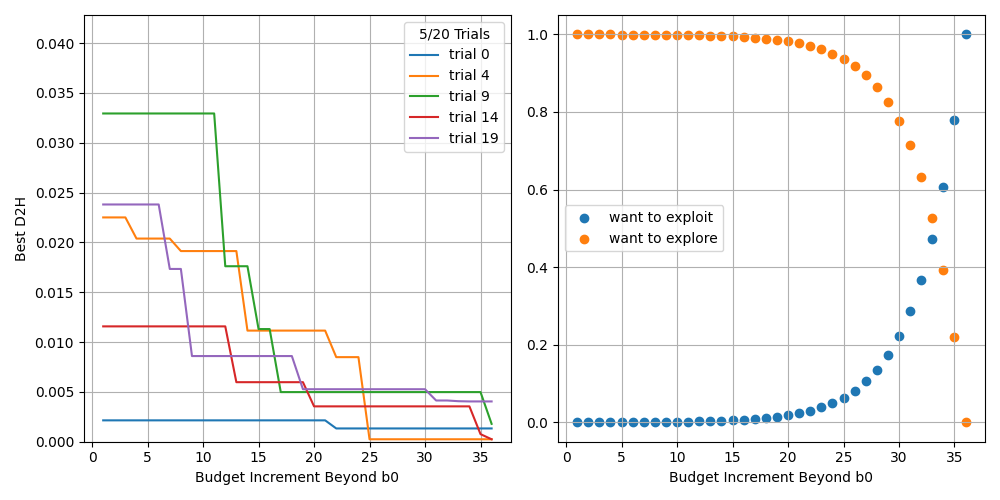 Best D2H
0.040
0.035
0.030
0.025
0.020
0.015
0.010
0.005
0.000
0 5 10 15 20 25 30 35
Budget Increment Beyond b0
5/20 Trials
trial 0
trial 4
trial 9
trial 14
trial 19
1.0
0.8
0.6
0.4
0.2
0.0
0 5 10 15 20 25 30 35
Budget Increment Beyond b0
want to exploit
want to explore